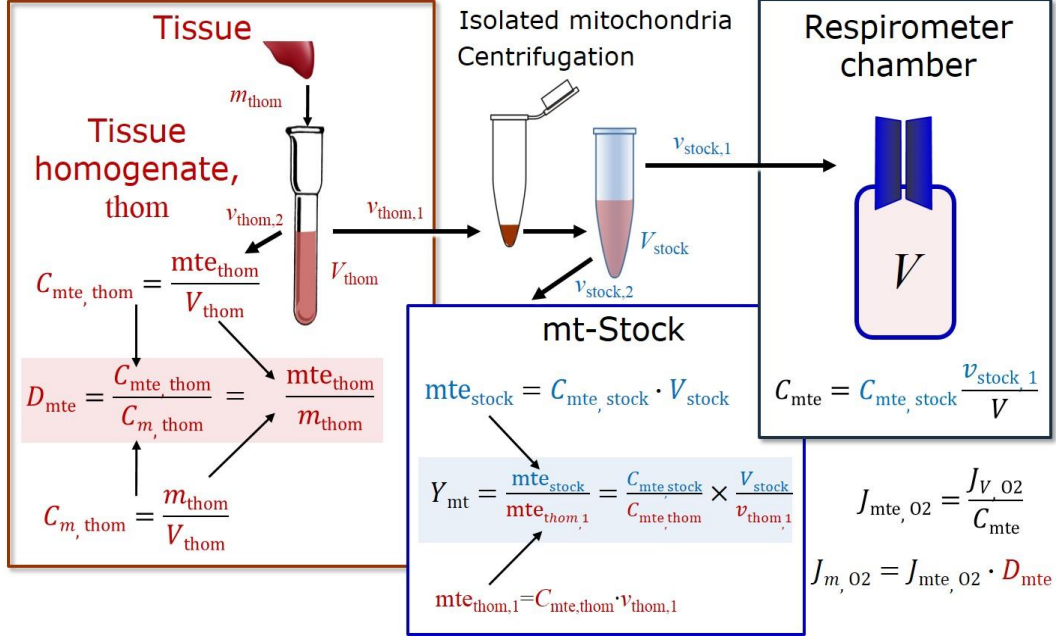 Tissue
m_thom
Tissue
homogenate,
thom
v_thom,2
v_thom,1
V_thom
C_mte, thom = mte_thom / V_thom
D_mte = C_mte, thom / C_m, thom = mte_thom / m_thom
C_m, thom = m_thom / V_thom
Isolated mitochondria
Centrifugation
v_stock,1
V_stock
v_stock,2
mt-Stock
mte_stock = C_mte, stock · V_stock
Y_mt = mte_stock / mte_thom,1 = C_mte,stock / C_mte,thom × V_stock / v_thom,1
mte_thom,1=C_mte,thom·v_thom,1
Respirometer
chamber
V
C_mte = C_mte, stock v_stock, 1 / V
J_mte, O2 = J_V, O2 / C_mte
J_m, O2 = J_mte, O2 · D_mte